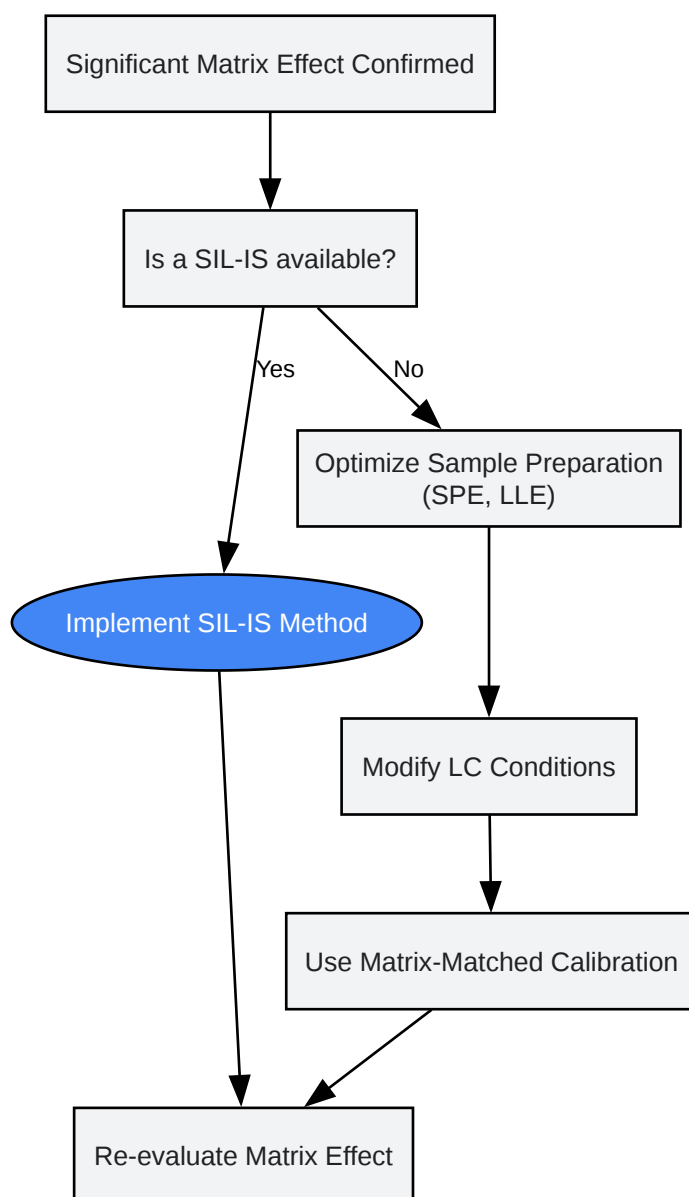 Significant Matrix Effect Confirmed
Is a SIL-IS available?
Yes
No
Optimize Sample Preparation
(SPE, LLE)
Implement SIL-IS Method
Modify LC Conditions
Use Matrix-Matched Calibration
Re-evaluate Matrix Effect